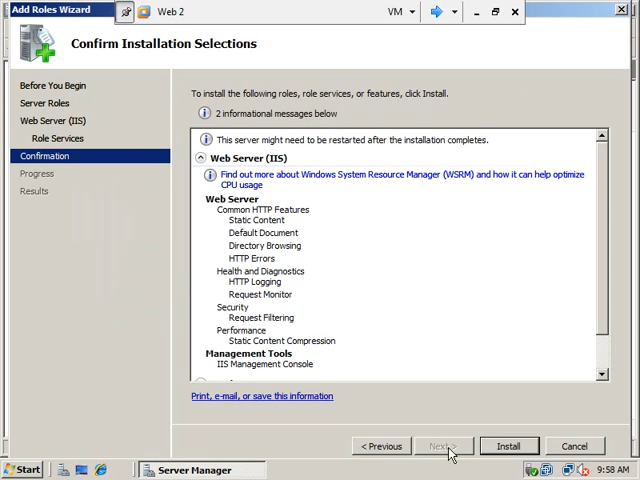 Add Roles Wizard
Web 2
VM
Confirm Installation Selections
Before You Begin
Server Roles
Web Server (IIS)
Role Services
Confirmation
Progress
Results
To install the following roles, role services, or features, click Install.
2 informational messages below
This server might need to be restarted after the installation completes.
Web Server (IIS)
Find out more about Windows System Resource Manager (WSRM) and how it can help optimize
CPU usage
Web Server
Common HTTP Features
Static Content
Default Document
Directory Browsing
HTTP Errors
Health and Diagnostics
HTTP Logging
Request Monitor
Security
Request Filtering
Performance
Static Content Compression
Management Tools
IIS Management Console
Print, e-mail, or save this information
< Previous
Next >
Install
Cancel
Start
Server Manager
9:58 AM